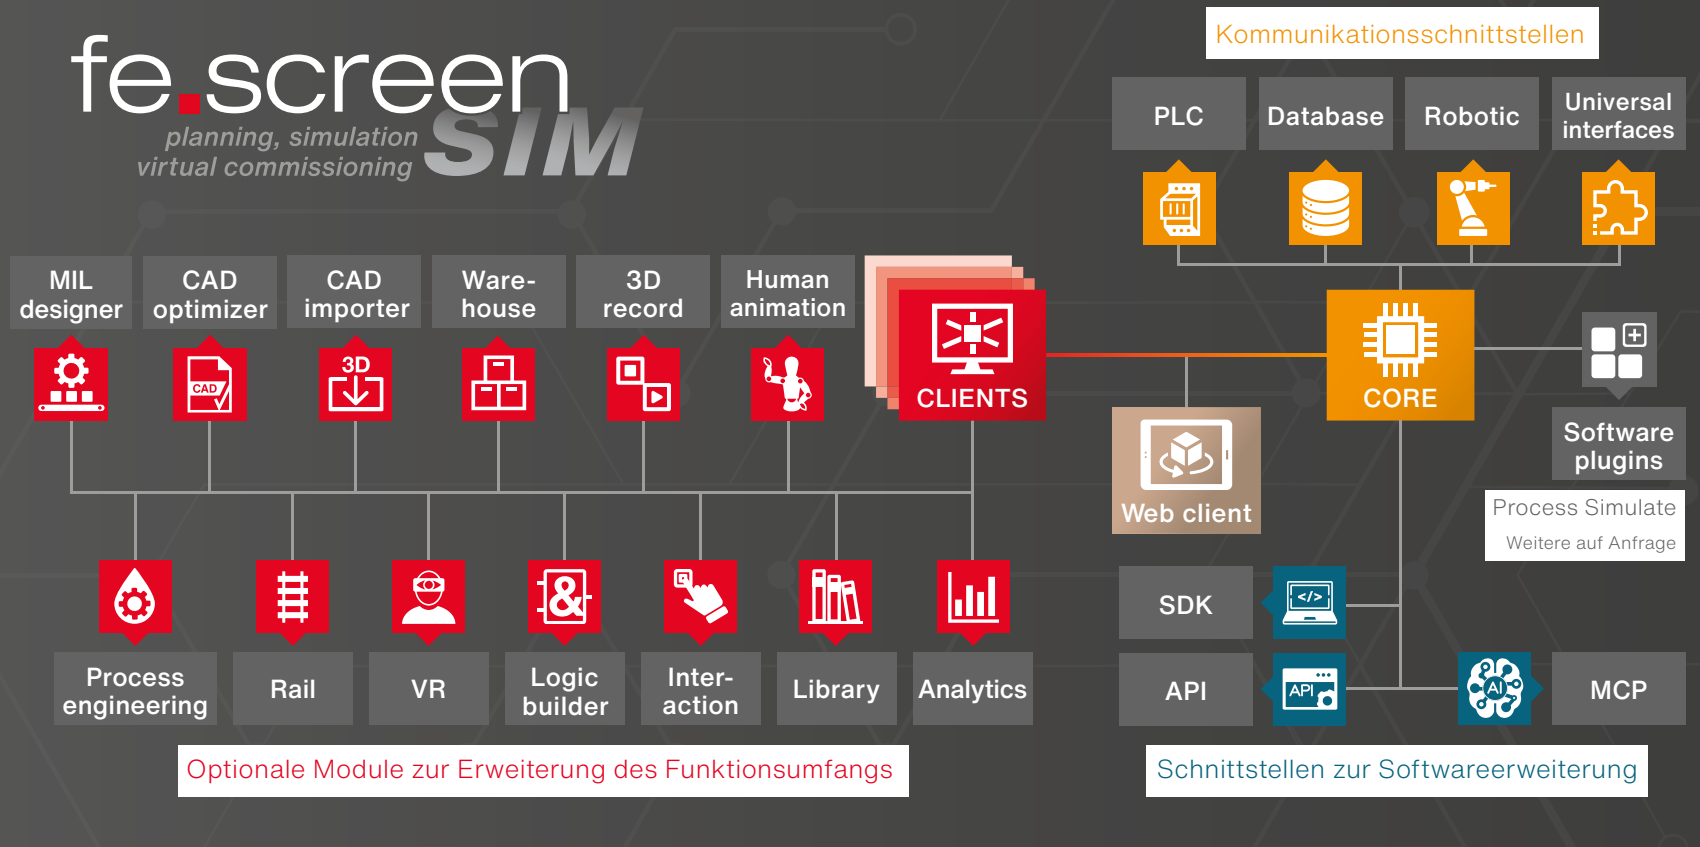 fe.screen
SIM
planning, simulation
virtual commissioning
Kommunikationsschnittstellen
PLC
Database
Robotic
Universal
interfaces
MIL
designer
CAD
optimizer
CAD
importer
Ware-
house
3D
record
Human
animation
CAD
3D
CLIENTS
CORE
Web client
Software
plugins
Process Simulate
Weitere auf Anfrage
&
Process
engineering
Rail
VR
Logic
builder
Inter-
action
Library
Analytics
SDK
</>
API
API
AI
MCP
Optionale Module zur Erweiterung des Funktionsumfangs
Schnittstellen zur Softwareerweiterung